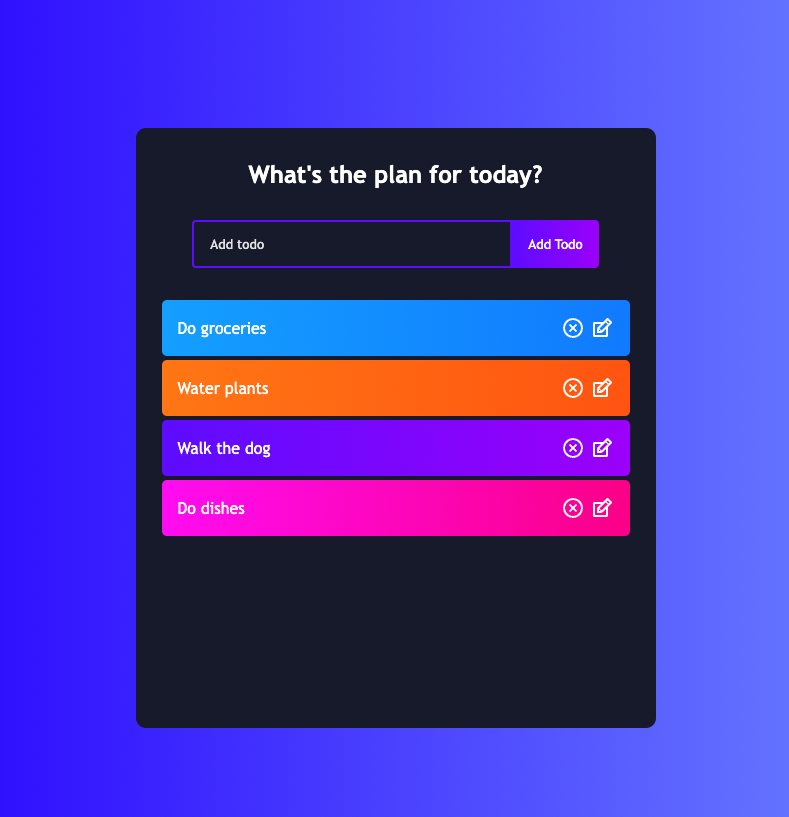 What's the plan for today?
Add todo
Add Todo
Do groceries
Water plants
Walk the dog
Do dishes